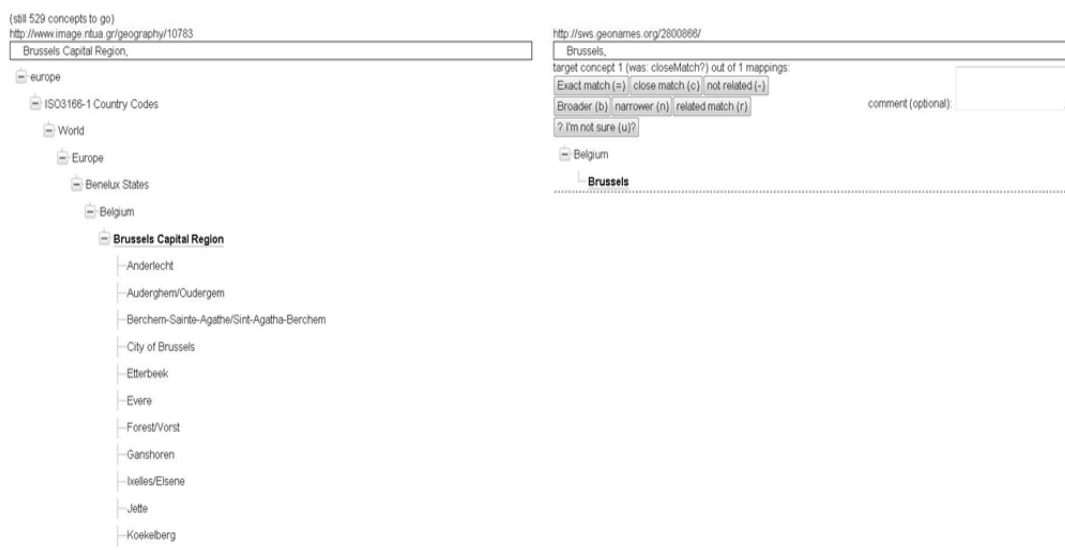 (still 529 concepts to go)
http://www.image.ntua.gr/geography/10783
Brussels Capital Region,
europe
ISO3166-1 Country Codes
World
Europe
Benelux States
Belgium
Brussels Capital Region
Anderlecht
Auderghem/Oudergem
Berchem-Sainte-Agathe/Sint-Agatha-Berchem
City of Brussels
Etterbeek
Evere
Forest/Vorst
Ganshoren
Ixelles/Elsene
Jette
Koekelberg
http://sws.geonames.org/2800866/
Brussels,
target concept 1 (was: closeMatch?) out of 1 mappings:
Exact match (=) close match (c) not related (-)
Broader (b) narrower (n) related match (r) comment (optional):
? I'm not sure (u)?
Belgium
Brussels